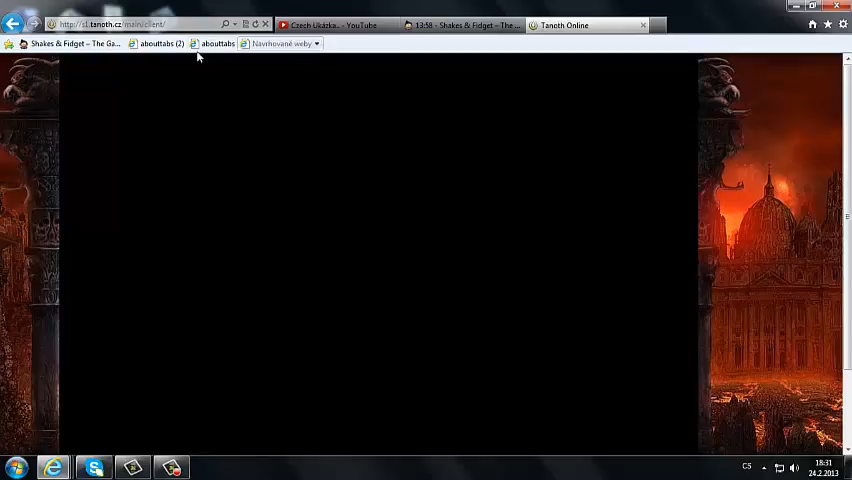 http://s1.tanoth.cz/main/client/
Czech Ukázka... - YouTube
13:58 - Shakes & Fidget - The ...
Tanoth Online
Shakes & Fidget – The Ga...
abouttabs (2)
abouttabs
Navrhované weby
CS
18:31
24.2.2013